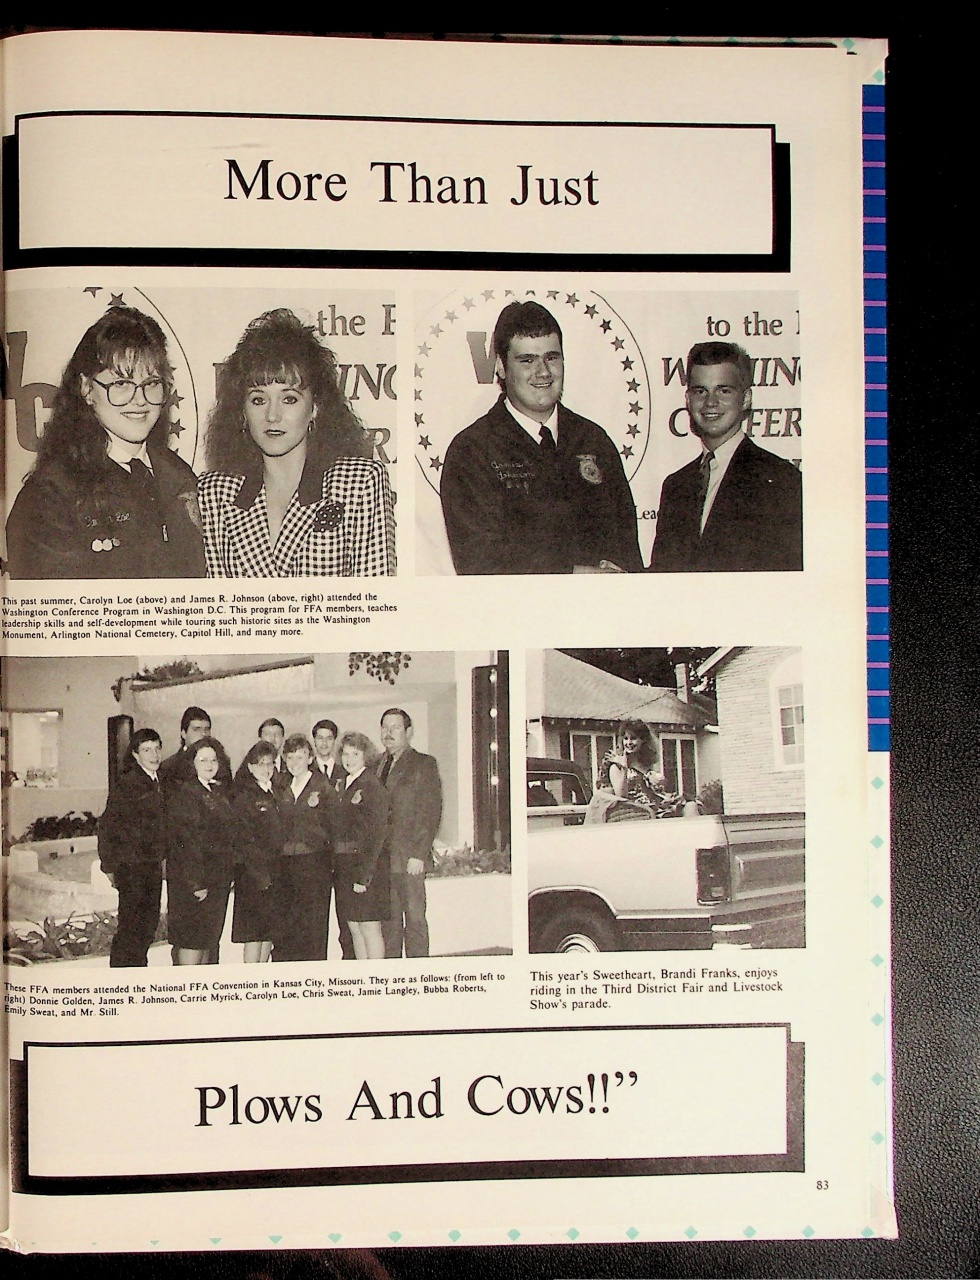 More Than Just
the F
to the
This past summer, Carolyn Loe (above) and James R. Johnson (above, right) attended the
Washington Conference Program in Washington D.C. This program for FFA members, teaches
leadership skills and self-development while touring such historic sites as the Washington
Monument, Arlington National Cemetery, Capitol Hill, and many more.
These FFA members attended the National FFA Convention in Kansas City, Missouri. They are as follows: (from left to
right) Donnie Golden, James R. Johnson, Carrie Myrick, Carolyn Loe, Chris Sweat, Jamie Langley, Bubba Roberts,
Emily Sweat, and Mr. Still.
This year's Sweetheart, Brandi Franks, enjoys
riding in the Third District Fair and Livestock
Show's parade.
Plows And Cows!!”
83